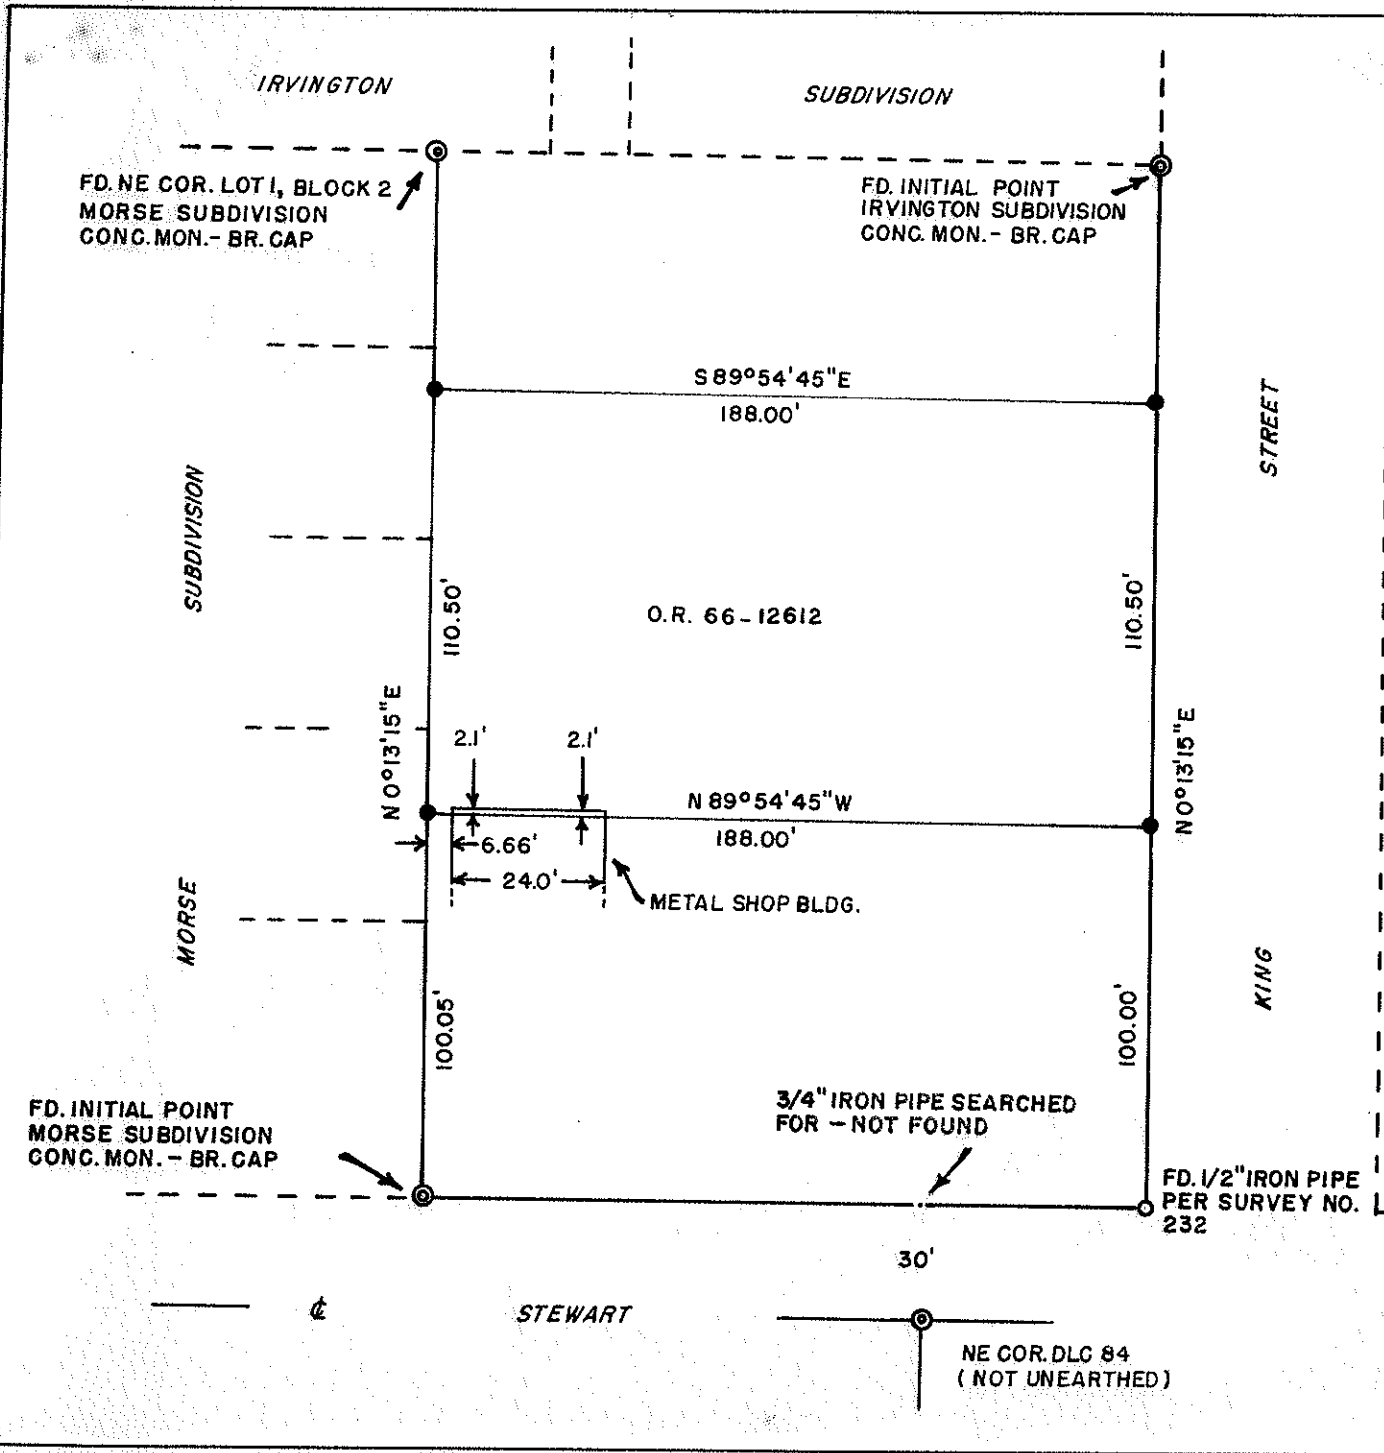 IRVINGTON
SUBDIVISION
FD. NE COR. LOT 1, BLOCK 2
MORSE SUBDIVISION
CONC. MON. - BR. CAP
FD. INITIAL POINT
IRVINGTON SUBDIVISION
CONC. MON. - BR. CAP
S 89°54'45" E
188.00'
STREET
SUBDIVISION
110.50'
O.R. 66-12612
110.50'
N 0°13'15" E
2.1'
2.1'
N 89°54'45" W
188.00'
N 0°13'15" E
6.66'
24.0'
METAL SHOP BLDG.
MORSE
KING
100.05'
100.00'
FD. INITIAL POINT
MORSE SUBDIVISION
CONC. MON. - BR. CAP
3/4" IRON PIPE SEARCHED
FOR - NOT FOUND
FD. 1/2" IRON PIPE
PER SURVEY NO.
232
30'
℄
STEWART
NE COR. DLC 84
(NOT UNEARTHED)